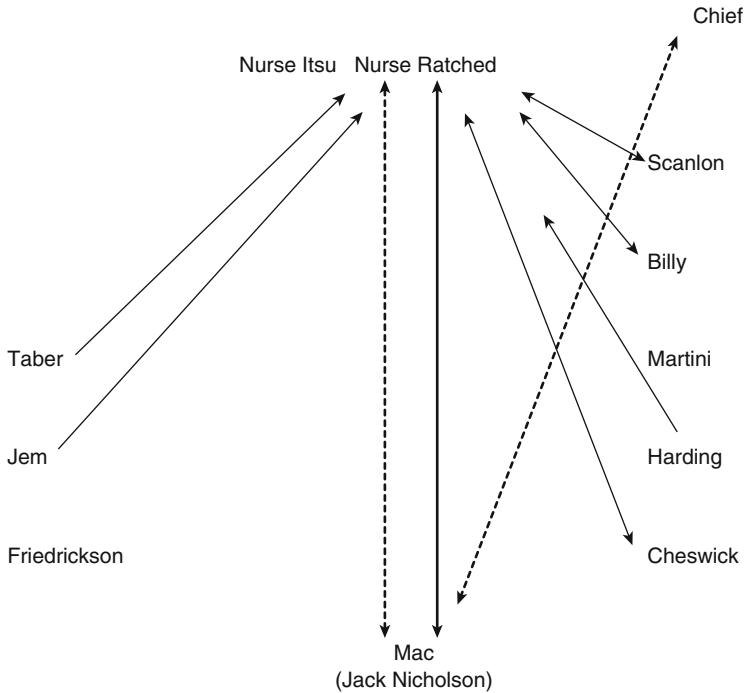 Chief
Nurse Itsu Nurse Ratched
Scanlon
Billy
Taber
Martini
Jem
Harding
Friedrickson
Cheswick
Mac
(Jack Nicholson)